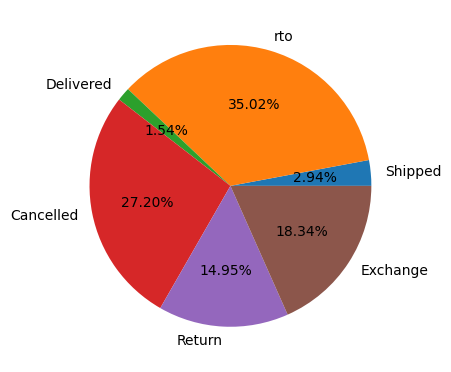 rto
Delivered
35.02%
1.54%
Shipped
2.94%
27.20%
Cancelled
18.34%
14.95%
Exchange
Return